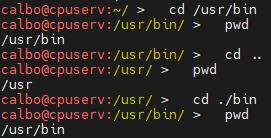 calbo@cpuserv:~/ >   cd /usr/bin
calbo@cpuserv:/usr/bin/ >   pwd
/usr/bin
calbo@cpuserv:/usr/bin/ >   cd ..
calbo@cpuserv:/usr/ >   pwd
/usr
calbo@cpuserv:/usr/ >   cd ./bin
calbo@cpuserv:/usr/bin/ >   pwd
/usr/bin